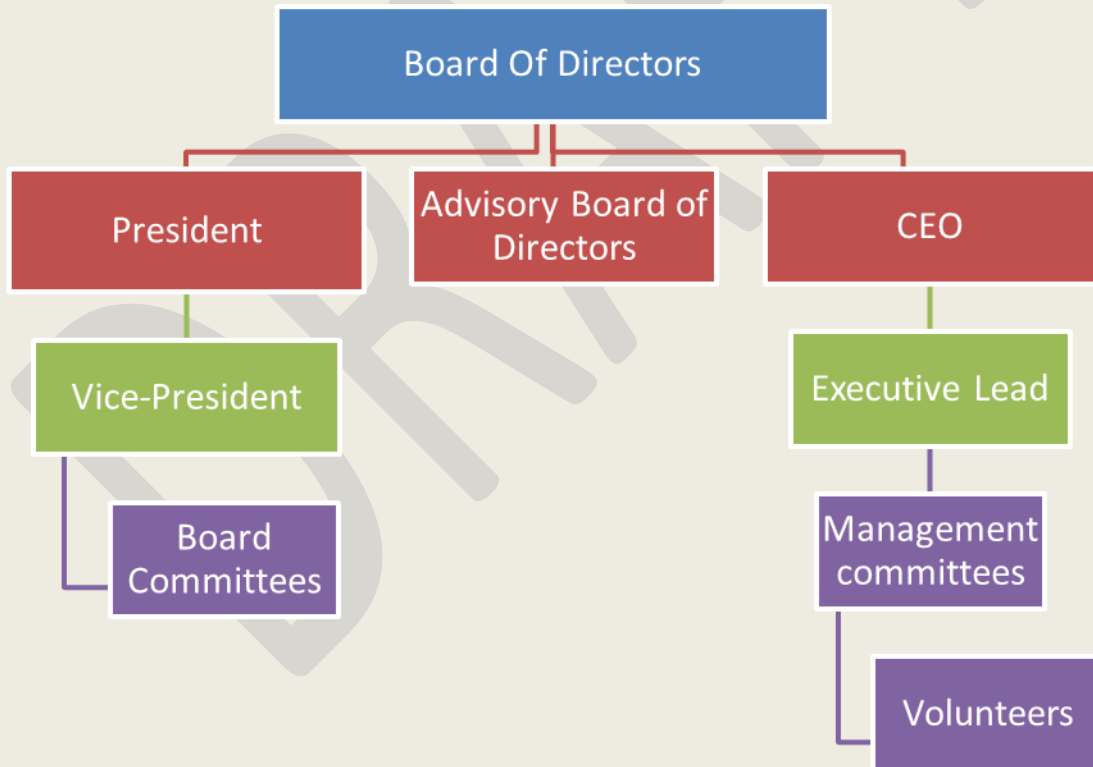 Board Of Directors
President
Advisory Board of
Directors
CEO
Vice-President
Executive Lead
Board
Committees
Management
committees
Volunteers